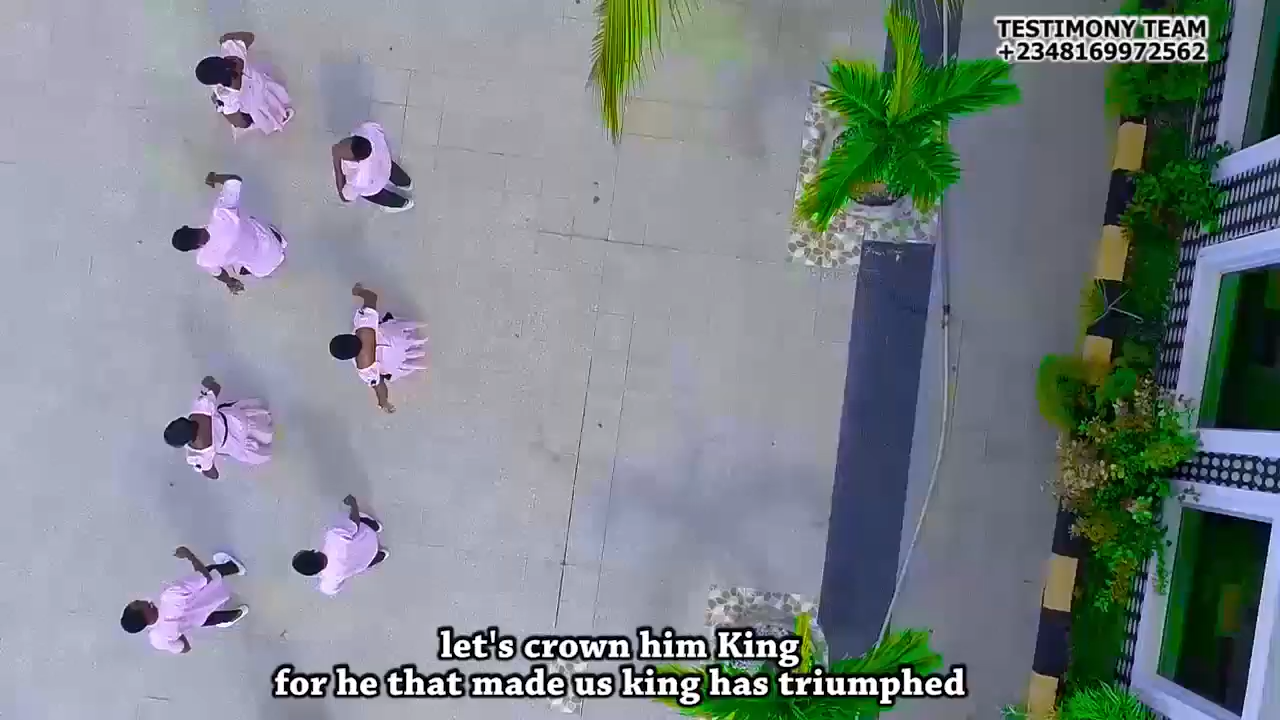 TESTIMONY TEAM
+2348169972562
let's crown him King
for he that made us king has triumphed